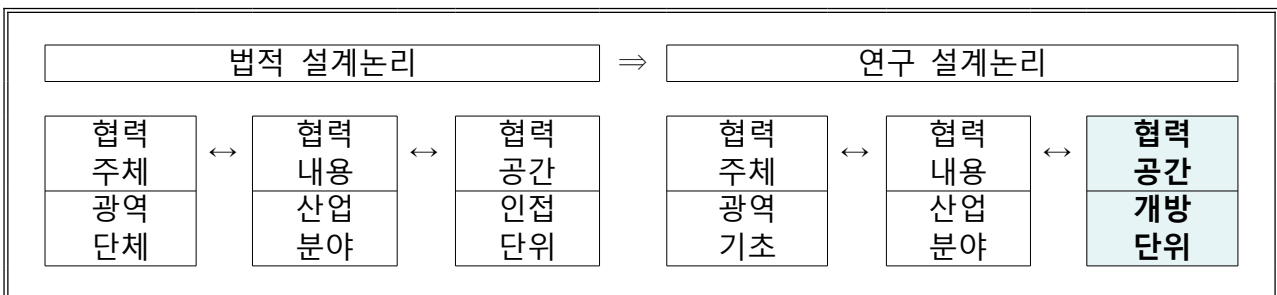 법적 설계논리 ⇒ 연구 설계논리
협력 ↔ 협력 ↔ 협력 협력 ↔ 협력 ↔ 협력
주체 내용 공간 주체 내용 공간
광역 산업 인접 광역 산업 개방
단체 분야 단위 기초 분야 단위